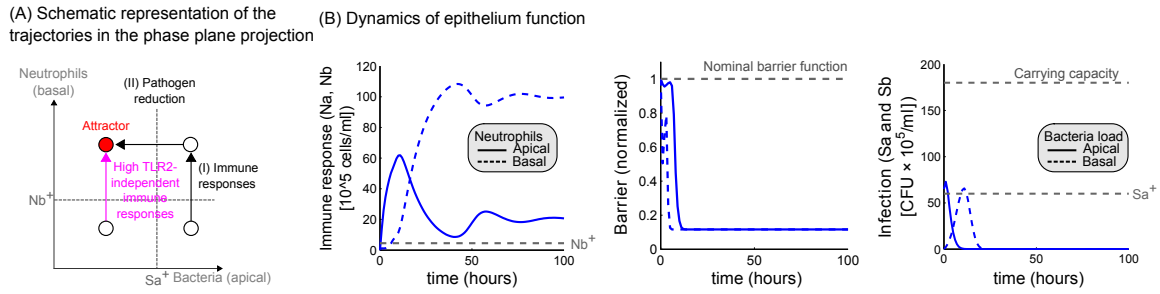 (A) Schematic representation of the
trajectories in the phase plane projection
Neutrophils
(basal)
(II) Pathogen
reduction
Attractor
High TLR2-
independent
immune
responses
(I) Immune
responses
Nb+
Sa+ Bacteria (apical)
(B) Dynamics of epithelium function
Immune response (Na, Nb
[10^5 cells/ml])
120
100
80
60
40
20
0
Neutrophils
Apical
Basal
Nb+
0
50
100
time (hours)
Barrier (normalized)
1
0.8
0.6
0.4
0.2
0
Nominal barrier function
0
50
100
time (hours)
Infection (Sa and Sb)
[CFU × 10^5/ml])
200
150
100
50
0
Carrying capacity
Bacteria load
Apical
Basal
Sa+
0
50
100
time (hours)